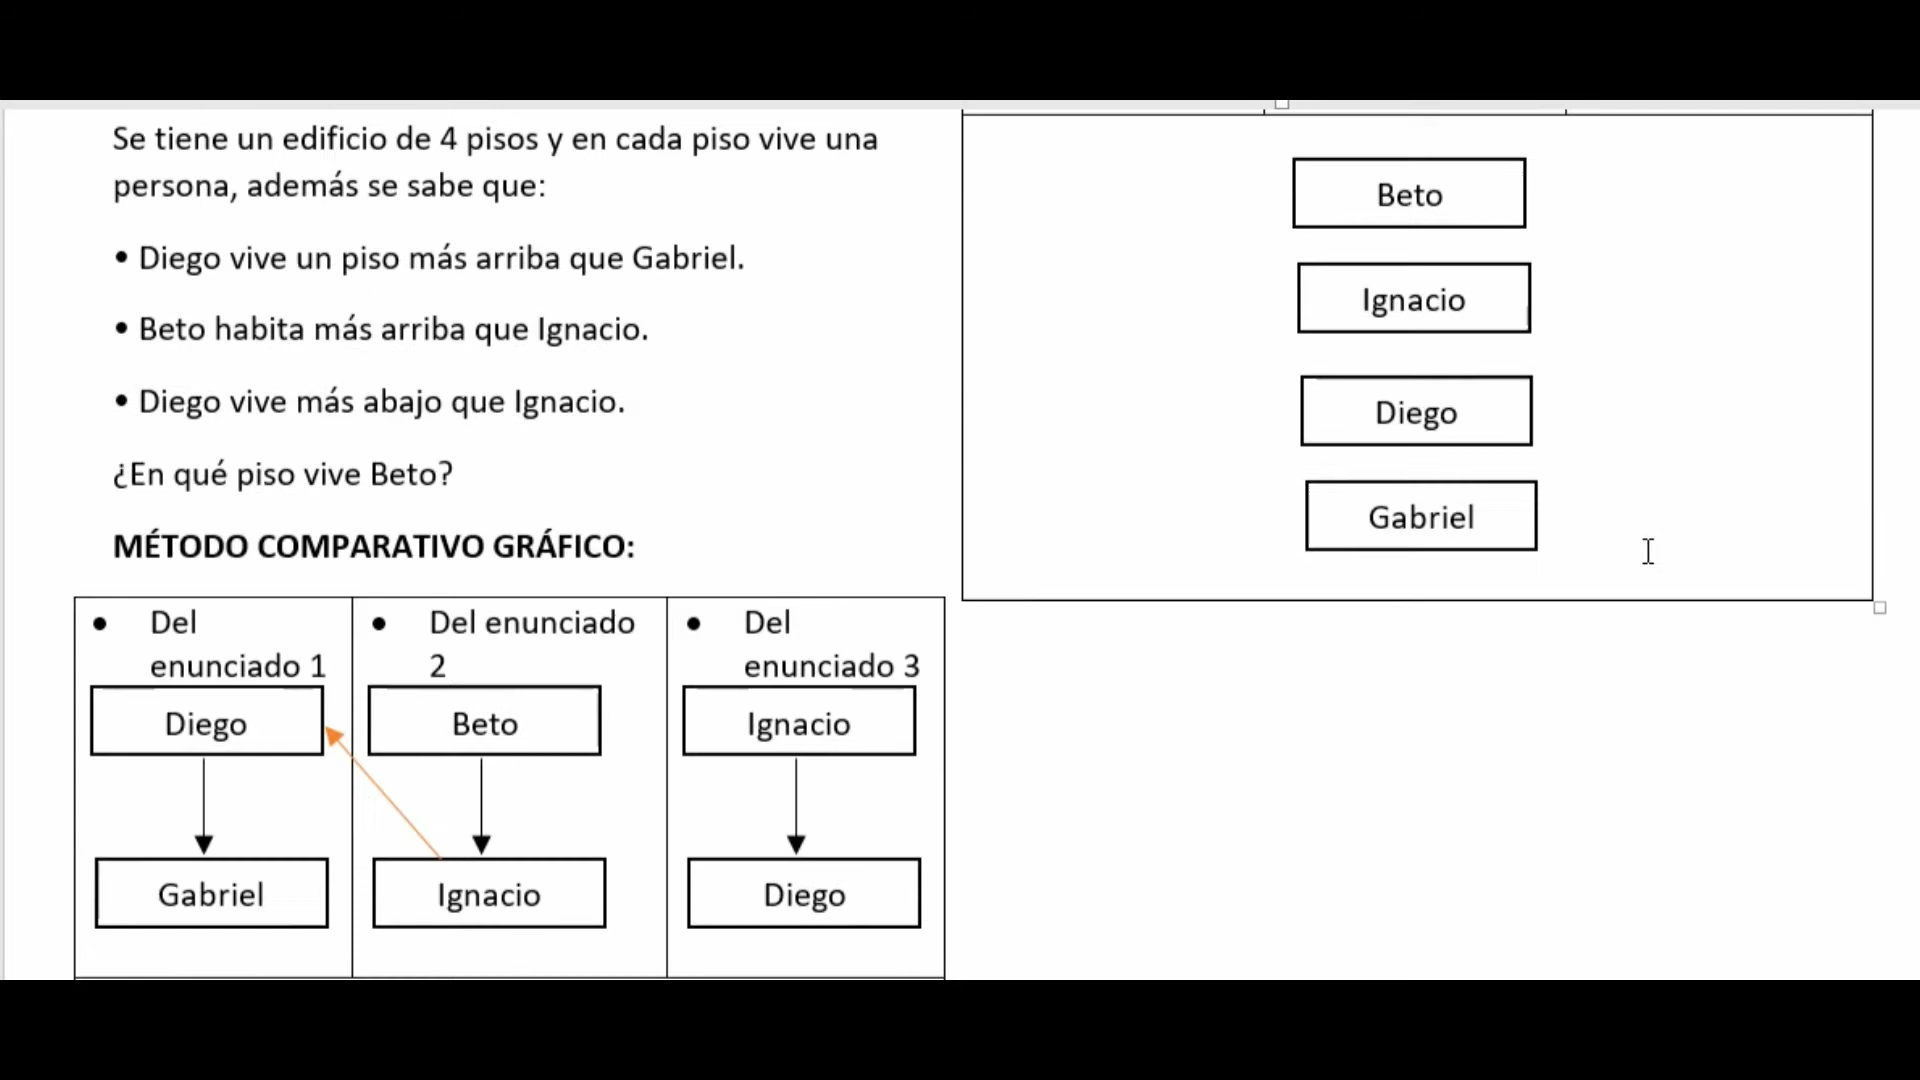 Se tiene un edificio de 4 pisos y en cada piso vive una
persona, además se sabe que:
• Diego vive un piso más arriba que Gabriel.
• Beto habita más arriba que Ignacio.
• Diego vive más abajo que Ignacio.
¿En qué piso vive Beto?
MÉTODO COMPARATIVO GRÁFICO:
• Del
enunciado 1
Diego
Gabriel
• Del enunciado
2
Beto
Ignacio
• Del
enunciado 3
Ignacio
Diego
Beto
Ignacio
Diego
Gabriel